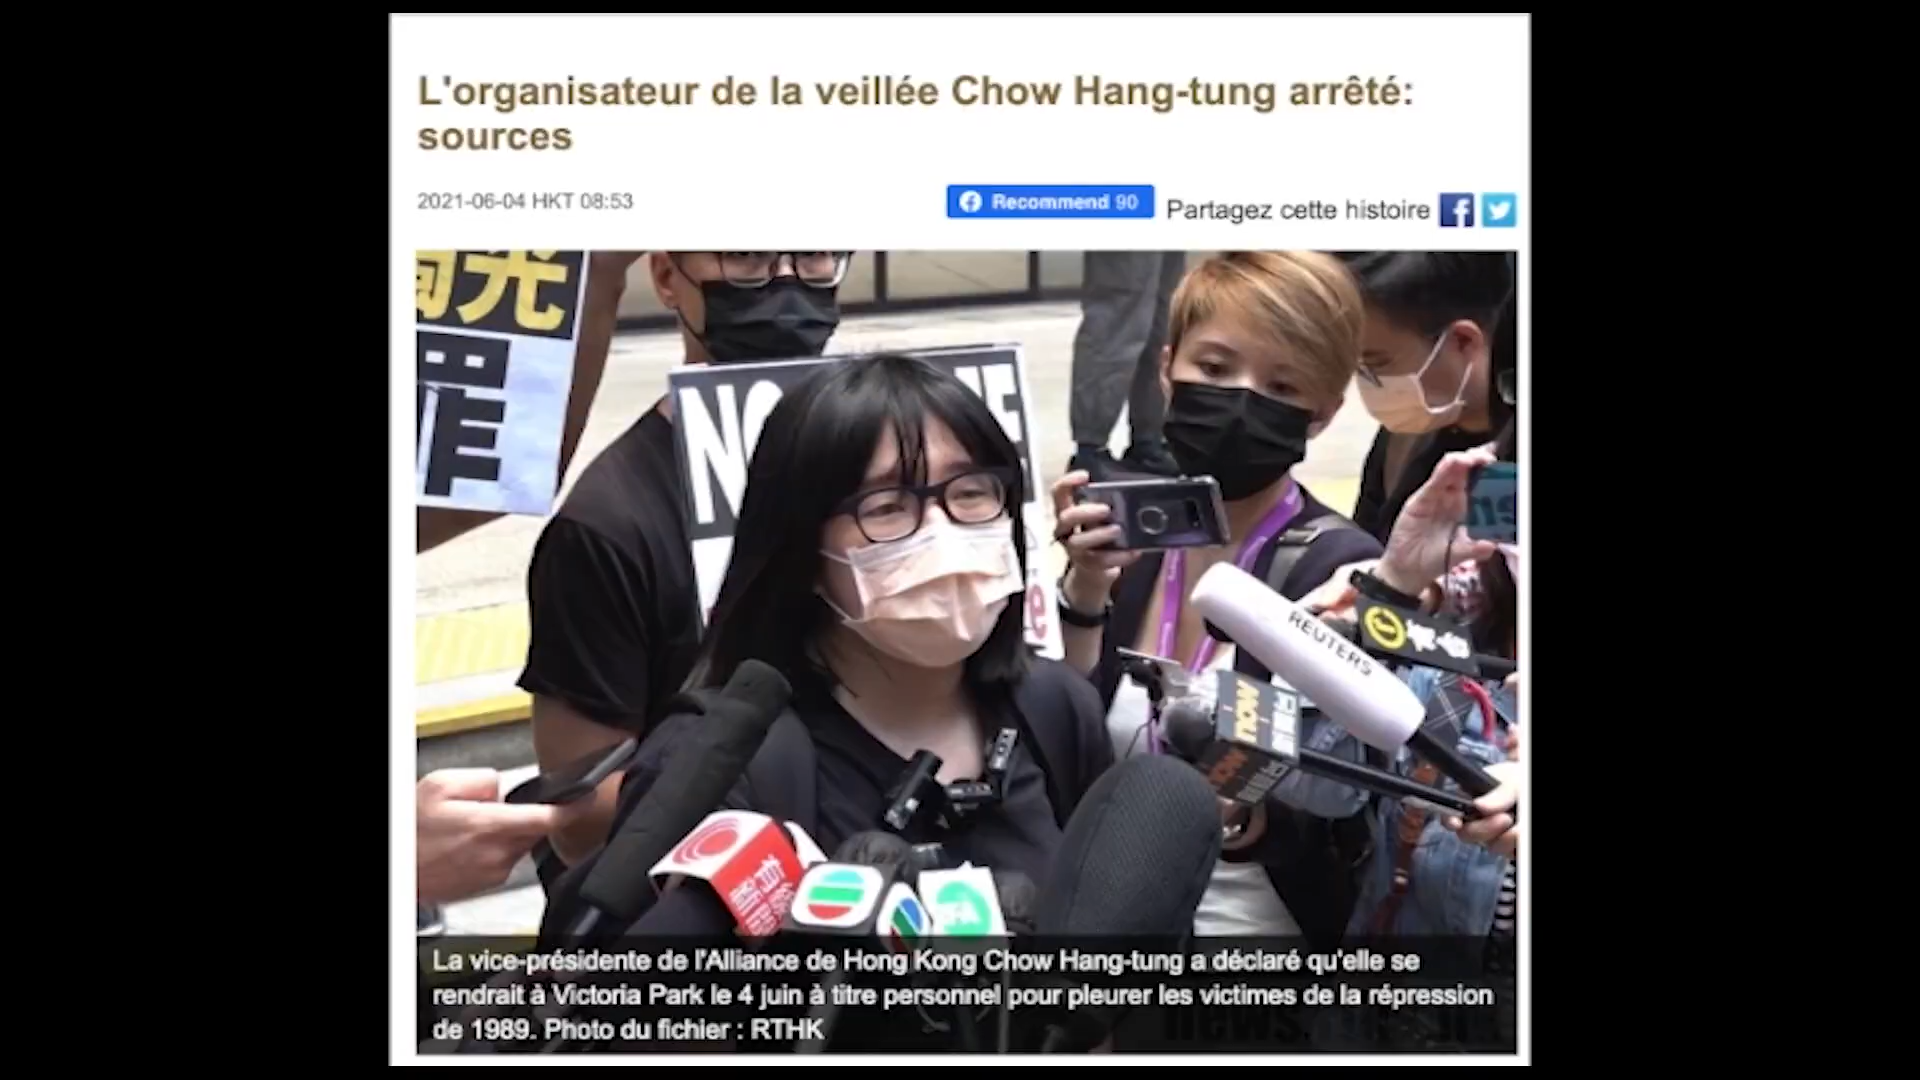 L'organisateur de la veillée Chow Hang-tung arrêté:
sources
2021-06-04 HKT 08:53
Recommend 90
Partagez cette histoire
光
罪
NO
REUTERS
La vice-présidente de l'Alliance de Hong Kong Chow Hang-tung a déclaré qu'elle se
rendrait à Victoria Park le 4 juin à titre personnel pour pleurer les victimes de la répression
de 1989. Photo du fichier : RTHK